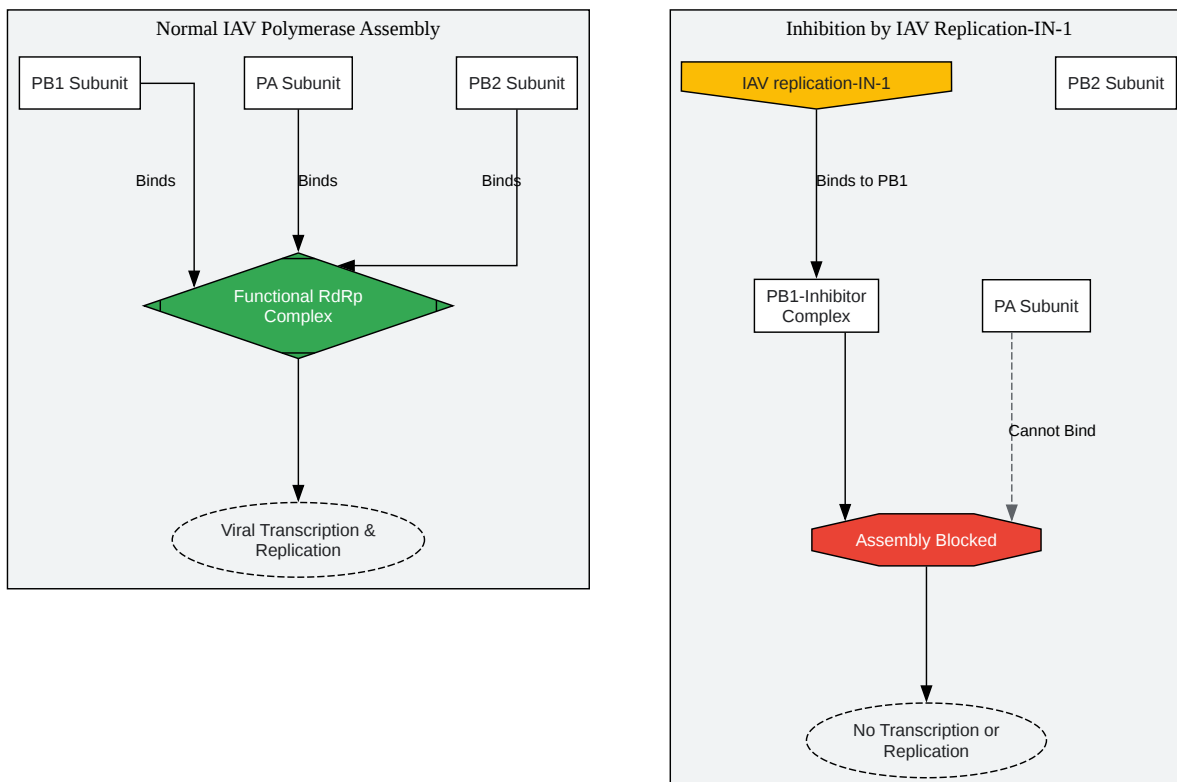 Normal IAV Polymerase Assembly
PB1 Subunit
PA Subunit
PB2 Subunit
Binds
Binds
Binds
Functional RdRp
Complex
Viral Transcription &
Replication
Inhibition by IAV Replication-IN-1
IAV replication-IN-1
PB2 Subunit
Binds to PB1
PB1-Inhibitor
Complex
PA Subunit
Cannot Bind
Assembly Blocked
No Transcription or
Replication